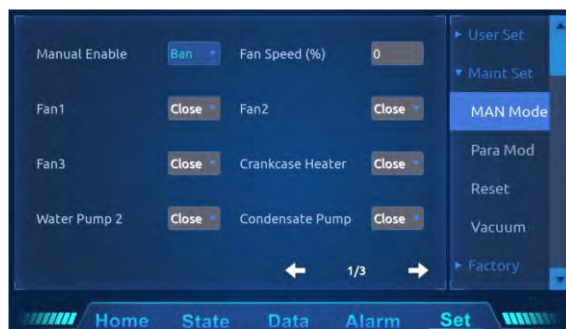 Manual Enable Ban Fan Speed (%) 0
Fan1 Close Fan2 Close
Fan3 Close Crankcase Heater Close
Water Pump 2 Close Condensate Pump Close
1/3
User Set
Maint Set
MAN Mode
Para Mod
Reset
Vacuum
Factory
Home State Data Alarm Set